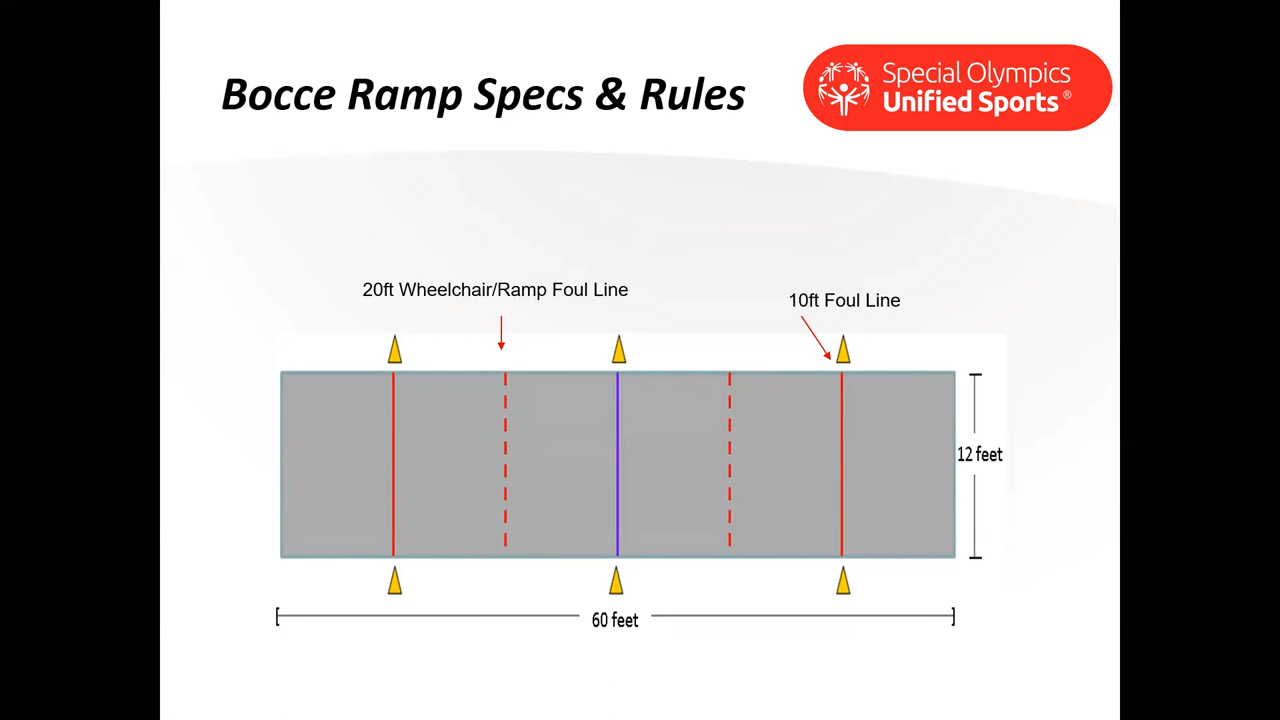 Bocce Ramp Specs & Rules
Special Olympics
Unified Sports®
20ft Wheelchair/Ramp Foul Line
10ft Foul Line
12 feet
60 feet